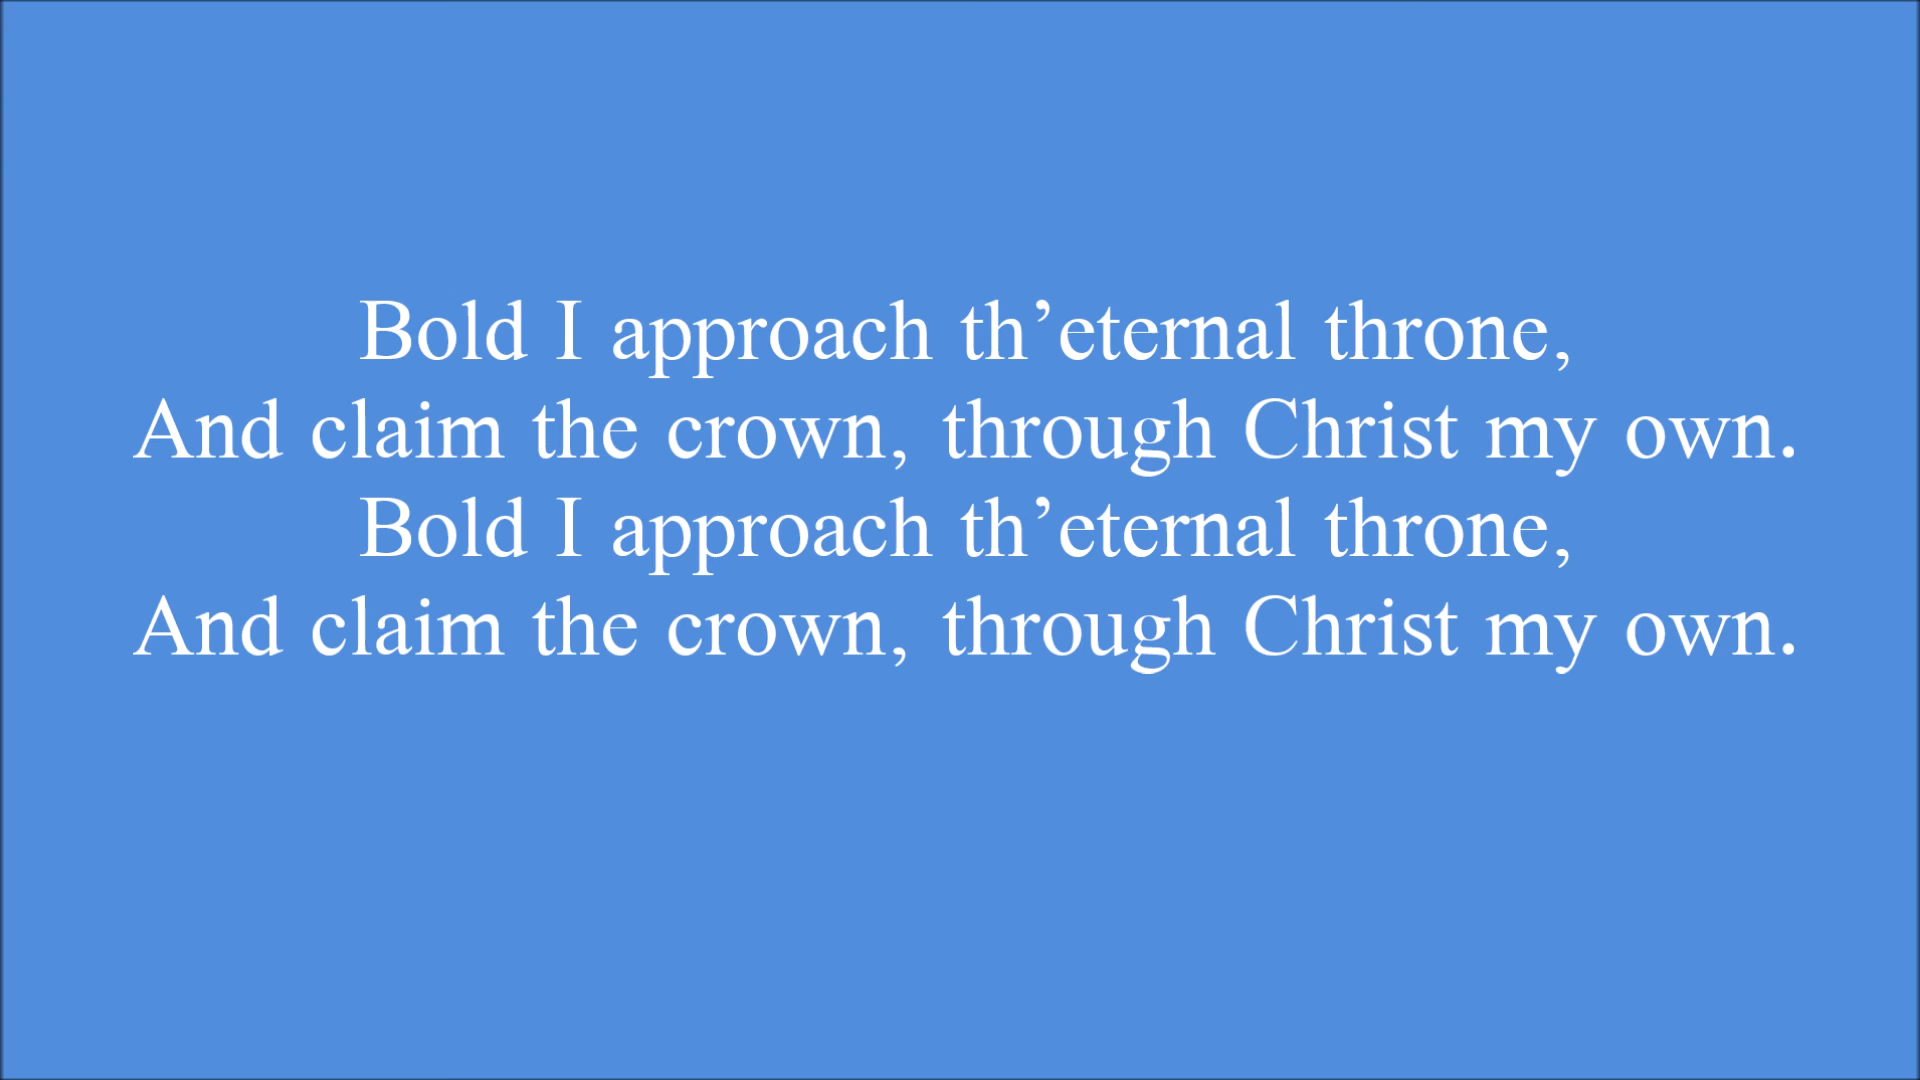 Bold I approach th’eternal throne,
And claim the crown, through Christ my own.
Bold I approach th’eternal throne,
And claim the crown, through Christ my own.